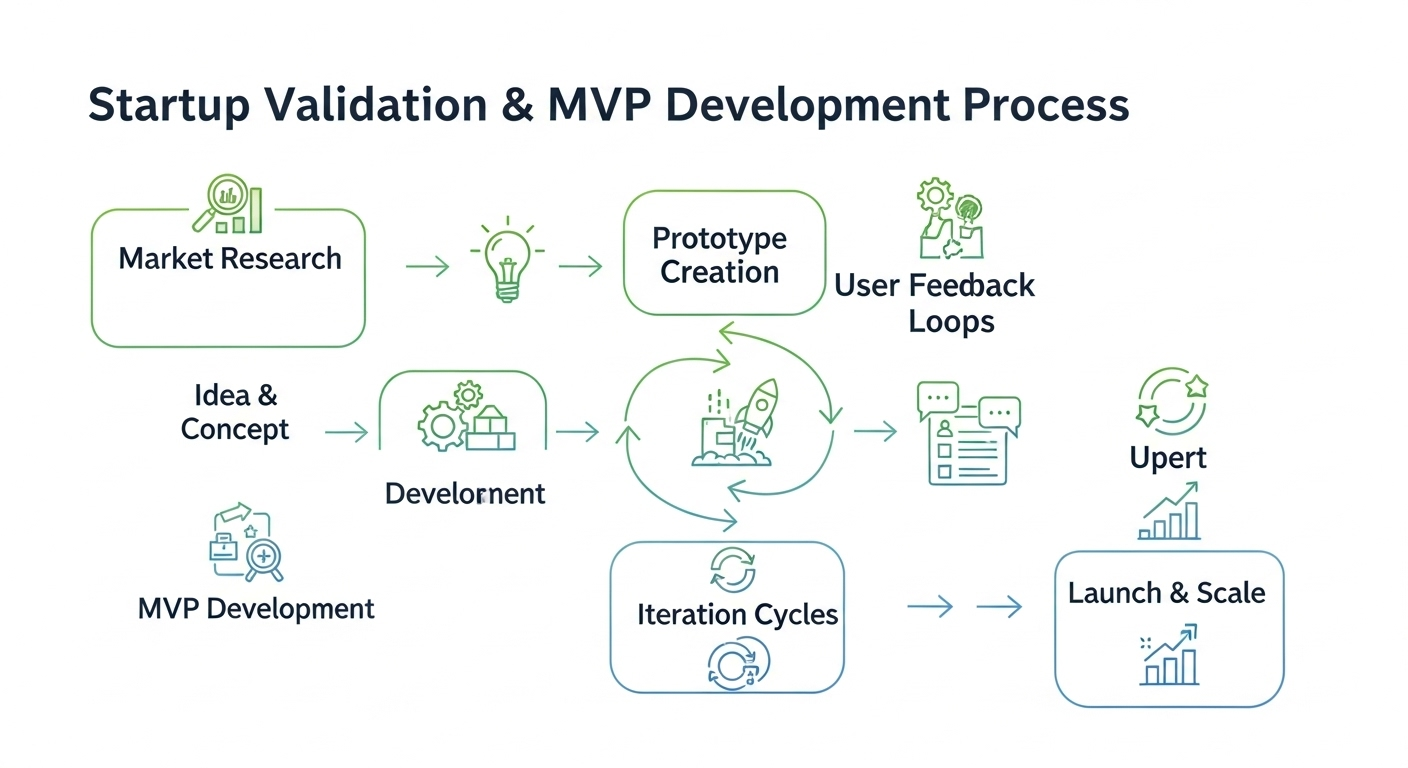 Startup Validation & MVP Development Process
Market Research
Prototype
Creation
User Feedback
Loops
Idea &
Concept
Develornent
Upert
MVP Development
Iteration Cycles
Launch & Scale